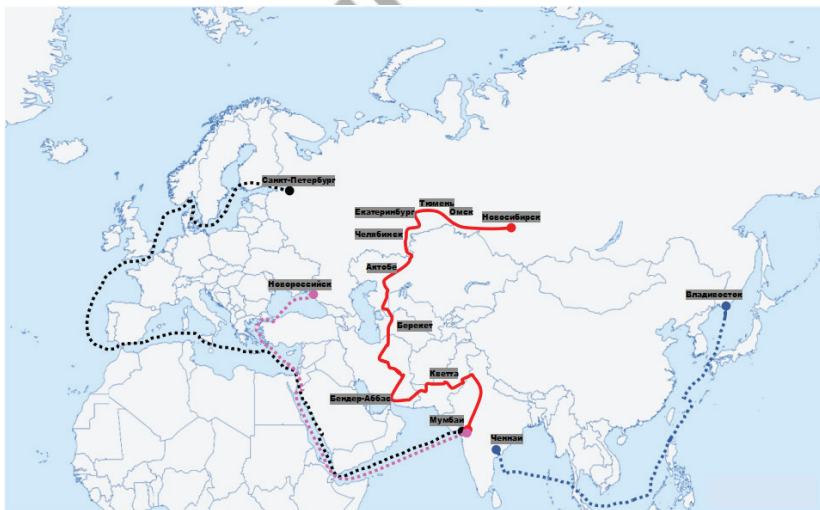 Санкт-Петербург
Тюмень
Екатеринбург
Омск
Новосибирск
Челябинск
Актобе
Новороссийск
Владивосток
Берекет
Кветта
Бендер-Аббас
Мумбаи
Ченнаи